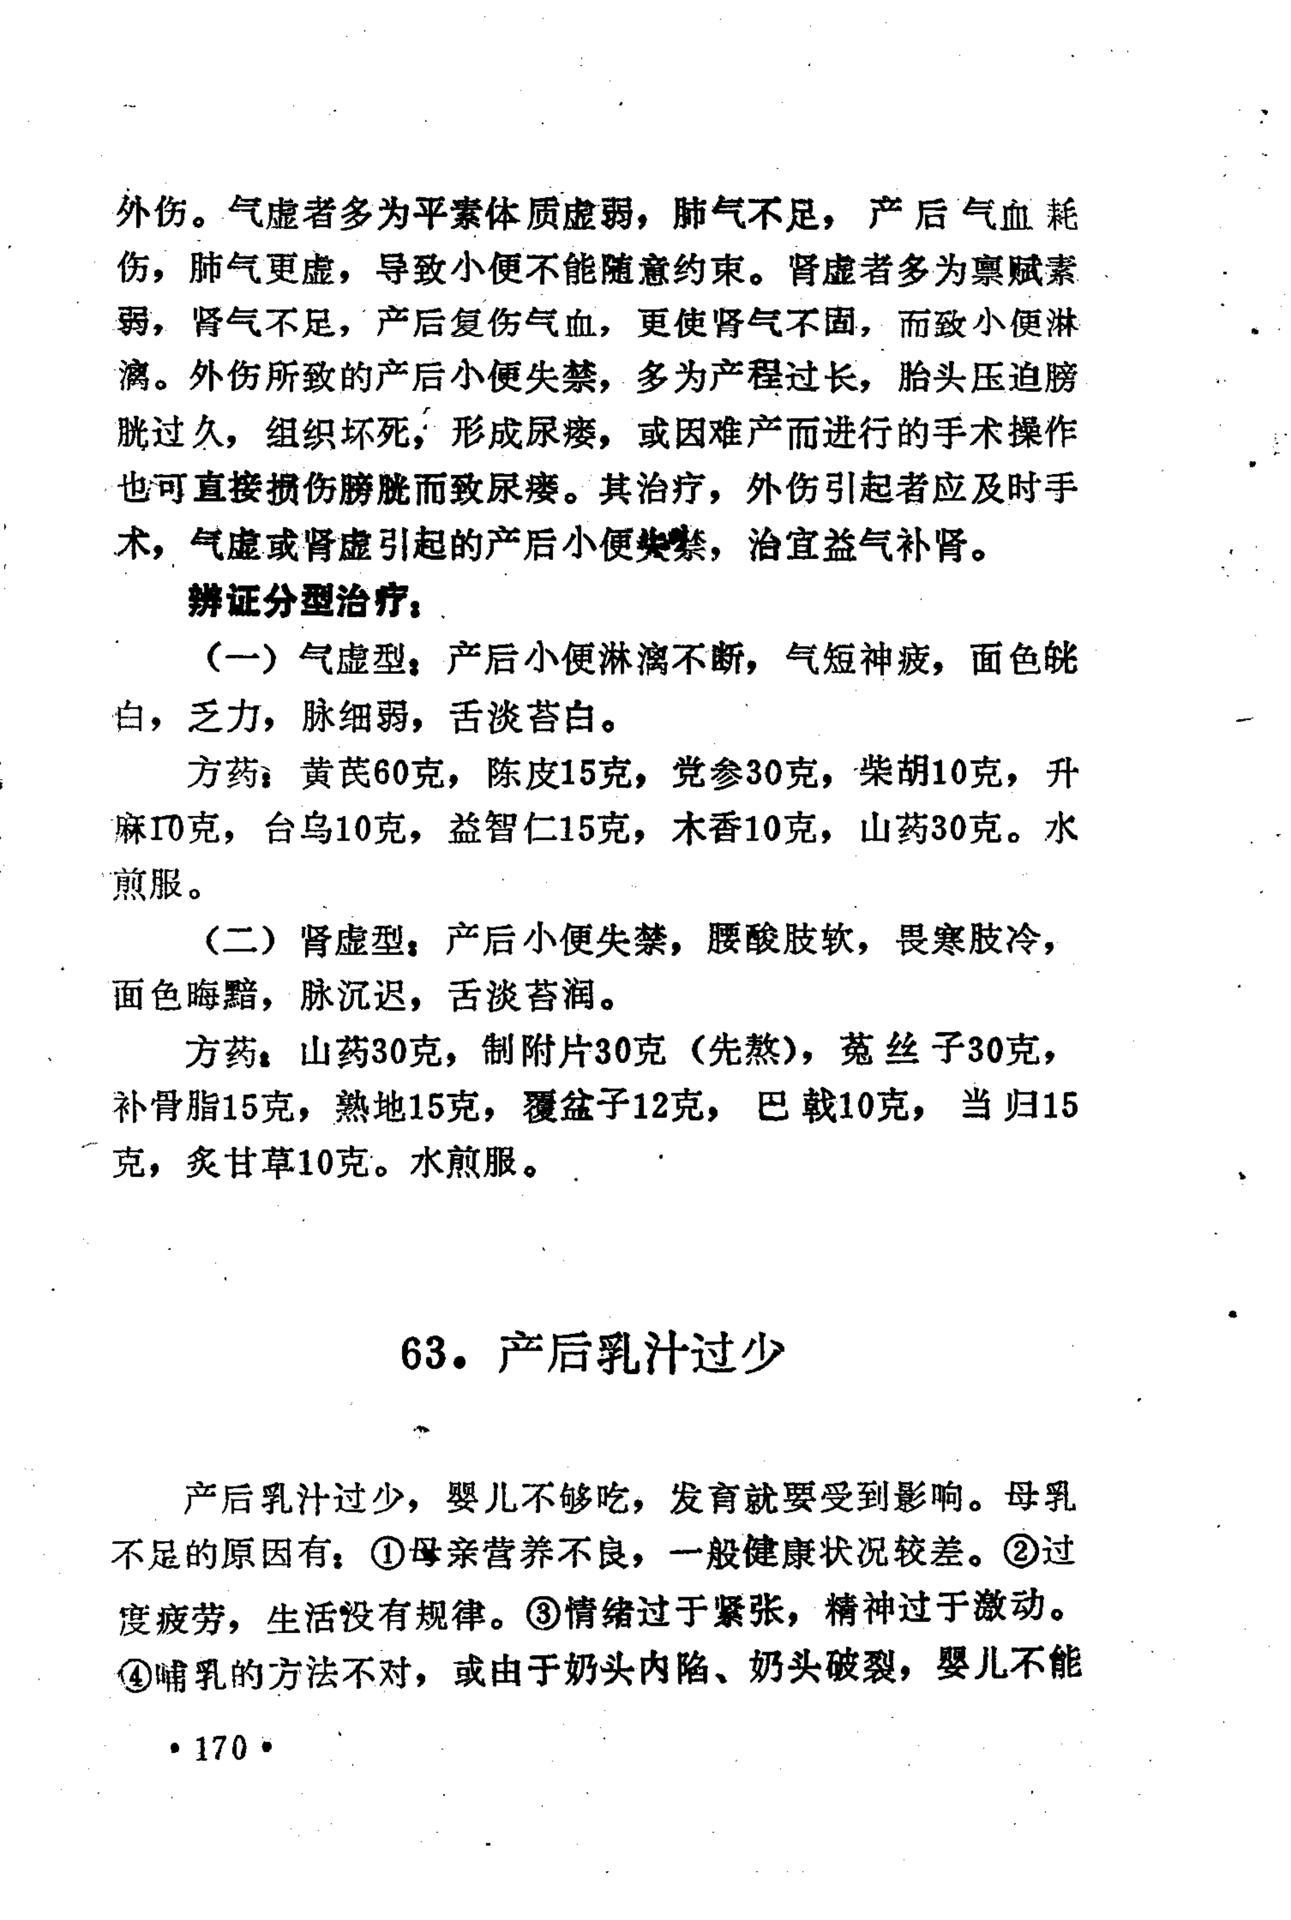 外伤。气虚者多为平素体质虚弱，肺气不足，产后气血耗
伤，肺气更虚，导致小便不能随意约束。肾虚者多为禀赋素
弱，肾气不足，产后复伤气血，更使肾气不固，而致小便淋
漓。外伤所致的产后小便失禁，多为产程过长，胎头压迫膀
胱过久，组织坏死，形成尿瘘，或因难产而进行的手术操作
也可直接损伤膀胱而致尿瘘。其治疗，外伤引起者应及时手
术，气虚或肾虚引起的产后小便失禁，治宜益气补肾。
辨证分型治疗：
（一）气虚型：产后小便淋漓不断，气短神疲，面色㿠
白，乏力，脉细弱，舌淡苔白。
方药：黄芪60克，陈皮15克，党参30克，柴胡10克，升
麻10克，台乌10克，益智仁15克，木香10克，山药30克。水
煎服。
（二）肾虚型：产后小便失禁，腰酸肢软，畏寒肢冷，
面色晦黯，脉沉迟，舌淡苔润。
方药：山药30克，制附片30克（先熬），菟丝子30克，
补骨脂15克，熟地15克，覆盆子12克，巴戟10克，当归15
克，炙甘草10克。水煎服。
63．产后乳汁过少
产后乳汁过少，婴儿不够吃，发育就要受到影响。母乳
不足的原因有：①母亲营养不良，一般健康状况较差。②过
度疲劳，生活没有规律。③情绪过于紧张，精神过于激动。
④哺乳的方法不对，或由于奶头内陷、奶头破裂，婴儿不能
·170·